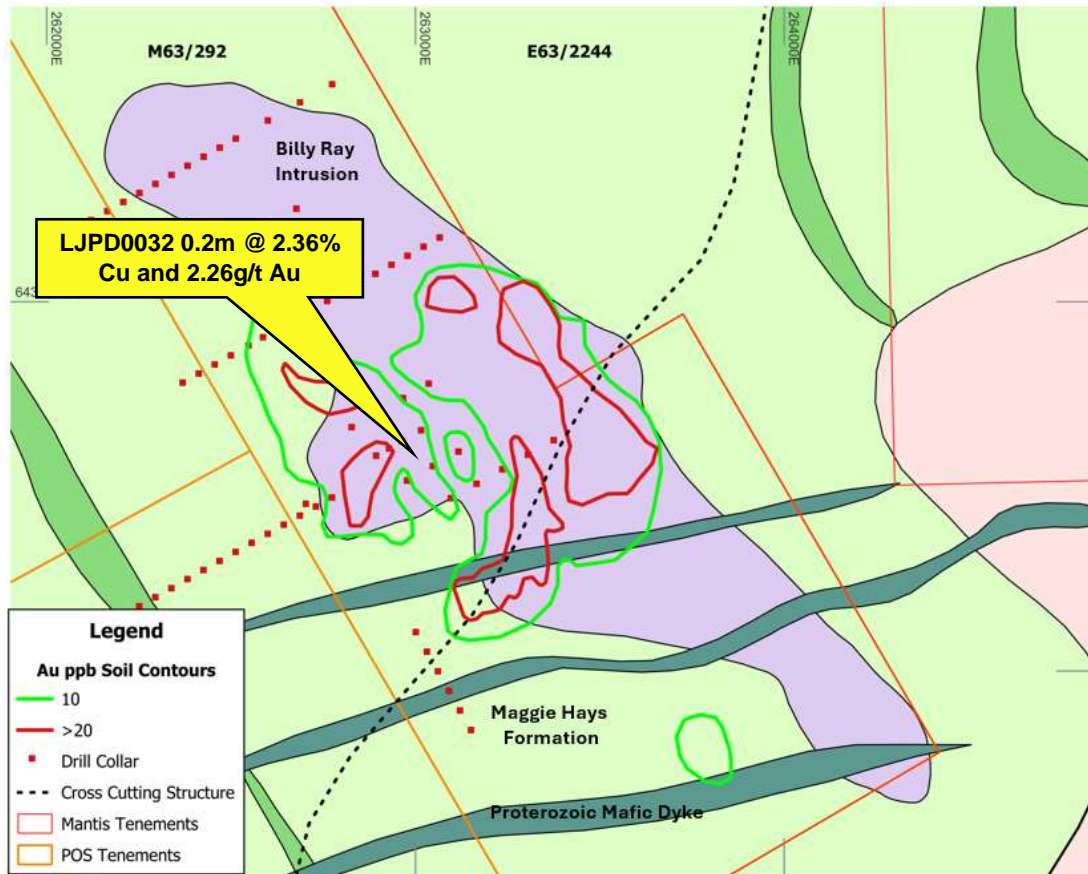 262000E
263000E
264000E
M63/292
E63/2244
Billy Ray
Intrusion
LJPD0032 0.2m @ 2.36%
Cu and 2.26g/t Au
643
Maggie Hays
Formation
Proterozoic Mafic Dyke
Legend
Au ppb Soil Contours
10
>20
Drill Collar
Cross Cutting Structure
Mantis Tenements
POS Tenements